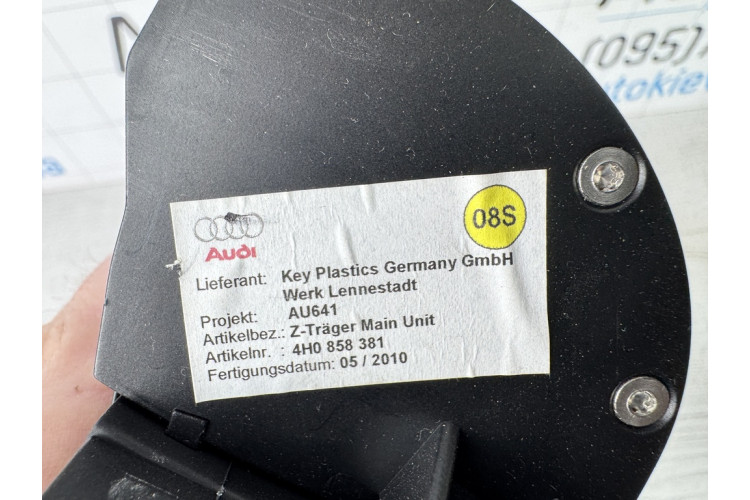 (095)
utokie
Audi
08S
Lieferant: Key Plastics Germany GmbH
Werk Lennestadt
Projekt: AU641
Artikelbez.: Z-Träger Main Unit
Artikelnr. : 4H0 858 381
Fertigungsdatum: 05 / 2010